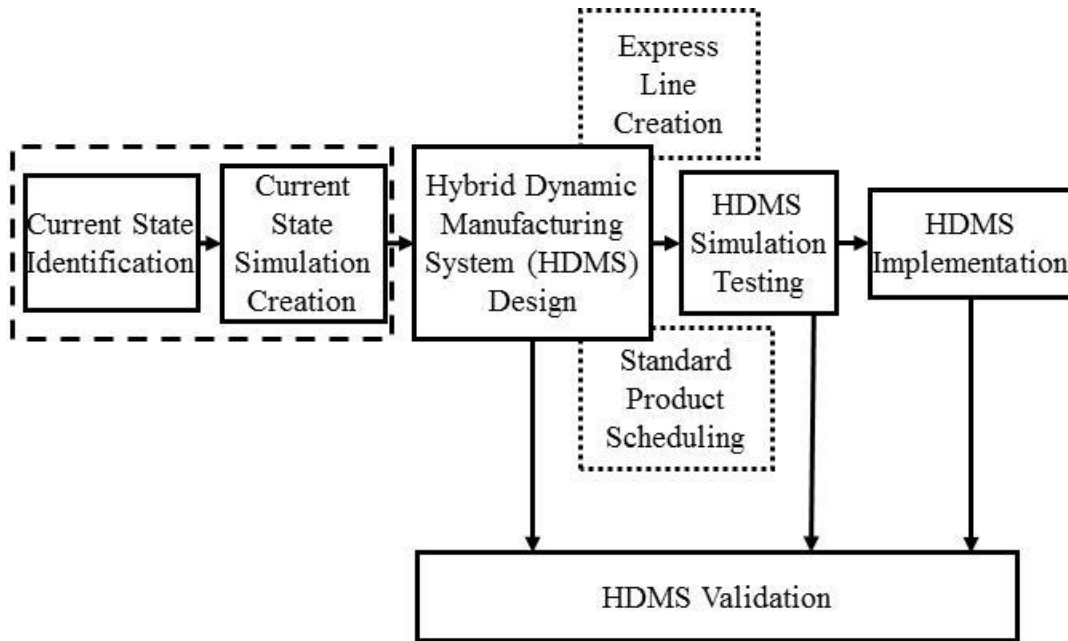 Express
Line
Creation
Current State
Identification
Current
State
Simulation
Creation
Hybrid Dynamic
Manufacturing
System (HDMS)
Design
HDMS
Simulation
Testing
HDMS
Implementation
Standard
Product
Scheduling
HDMS Validation